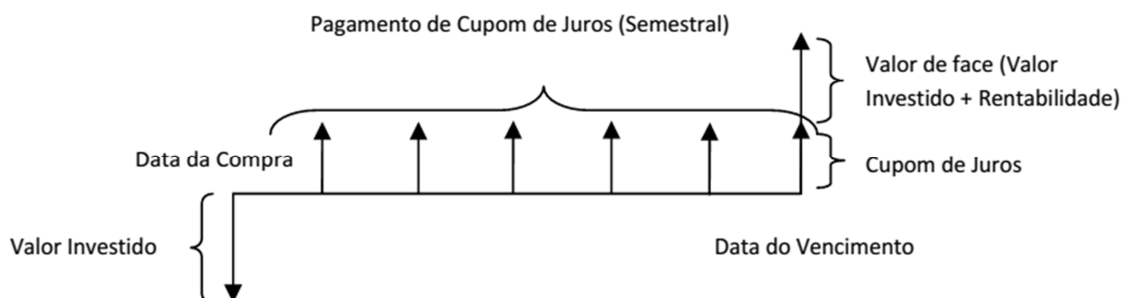 Pagamento de Cupom de Juros (Semestral)
Valor de face (Valor
Investido + Rentabilidade)
Data da Compra
Cupom de Juros
Valor Investido
Data do Vencimento